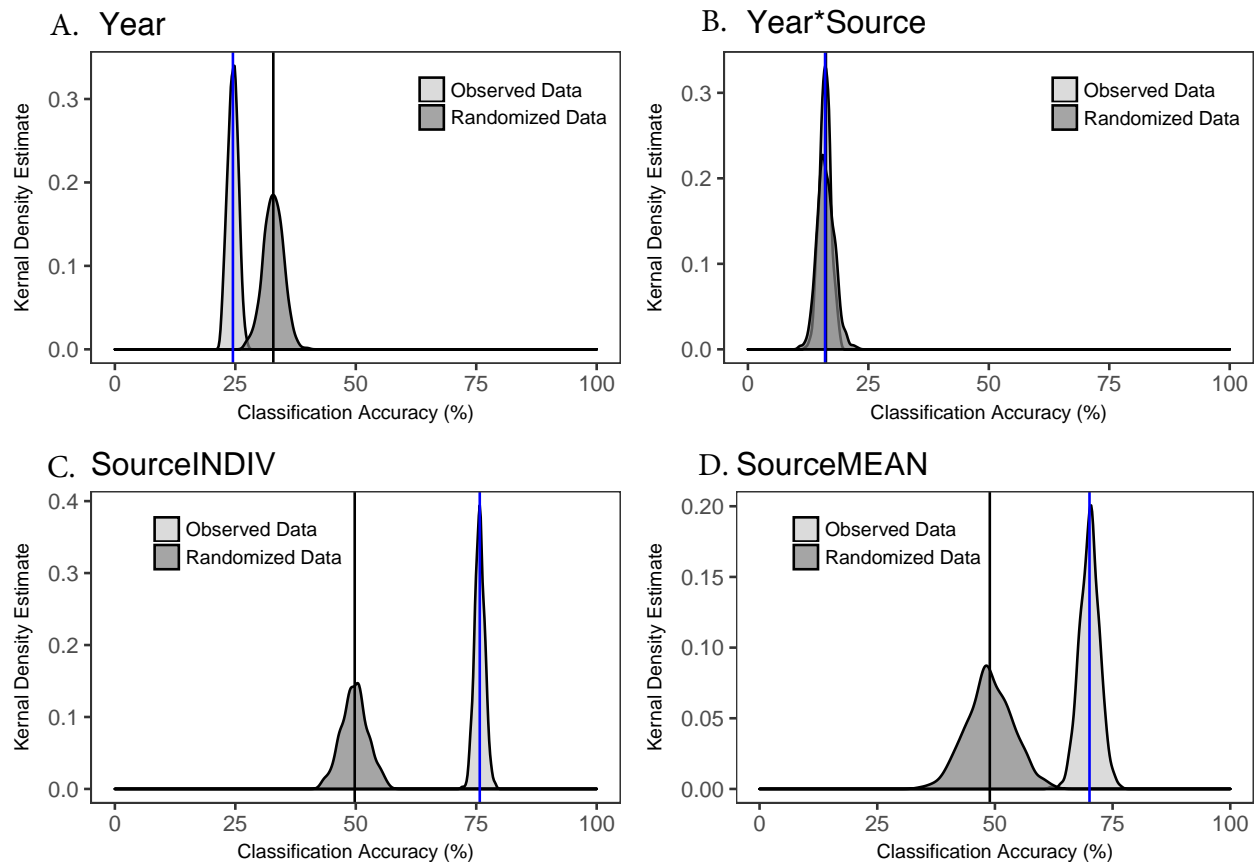 A. Year
Kernal Density Estimate
0.3
0.2
0.1
0.0
Observed Data
Randomized Data
0 25 50 75 100
Classification Accuracy (%)
B. Year*Source
Kernal Density Estimate
0.3
0.2
0.1
0.0
Observed Data
Randomized Data
0 25 50 75 100
Classification Accuracy (%)
C. SourceINDIV
Kernal Density Estimate
0.4
0.3
0.2
0.1
0.0
Observed Data
Randomized Data
0 25 50 75 100
Classification Accuracy (%)
D. SourceMEAN
Kernal Density Estimate
0.20
0.15
0.10
0.05
0.00
Observed Data
Randomized Data
0 25 50 75 100
Classification Accuracy (%)